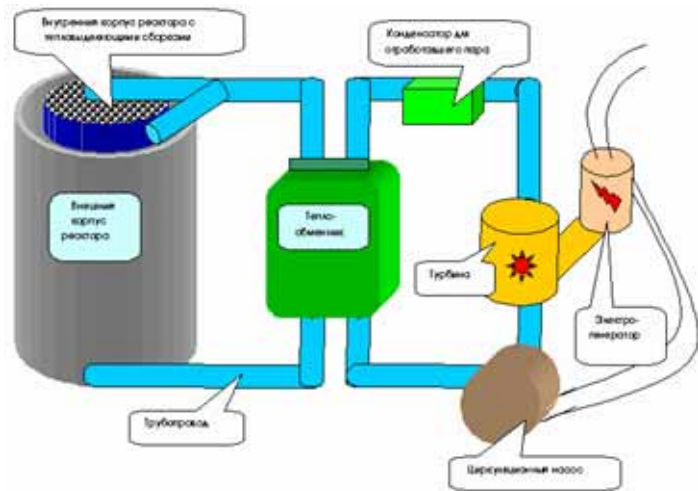 Внутренний корпус реактора с
тепловыделяющими сборками
Конденсатор для
отработавшего пара
Внешний
корпус
реактора
Тепло-
обменник
Турбина
Электро-
генератор
Трубопровод
Циркуляционный насос